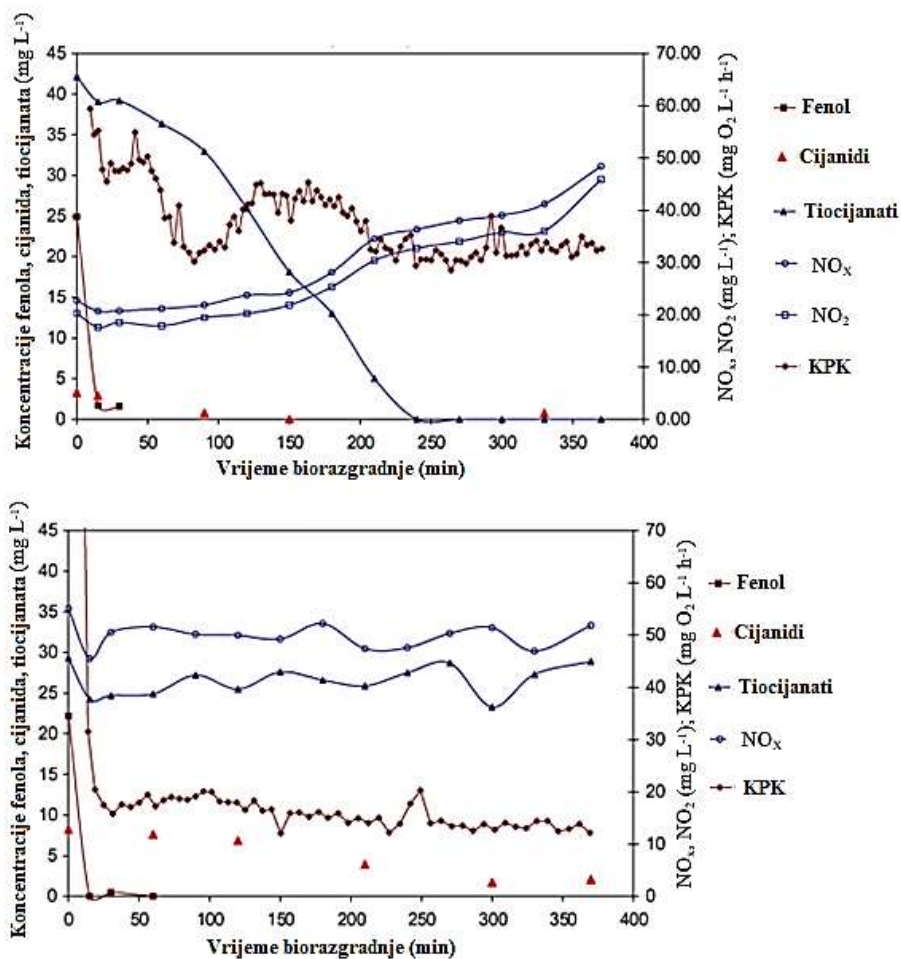 Koncentracije fenola, cijanida, tiocijanata (mg L⁻¹)
45
40
35
30
25
20
15
10
5
0
70.00
60.00
50.00
40.00
30.00
20.00
10.00
0.00
NOₓ, NO₂ (mg L⁻¹); KPK (mg O₂ L⁻¹ h⁻¹)
0 50 100 150 200 250 300 350 400
Vrijeme biorazgradnje (min)
Fenol
Cijanidi
Tiocijanati
NOₓ
NO₂
KPK
Koncentracije fenola, cijanida, tiocijanata (mg L⁻¹)
45
40
35
30
25
20
15
10
5
0
70
60
50
40
30
20
10
0
NOₓ, NO₂ (mg L⁻¹); KPK (mg O₂ L⁻¹ h⁻¹)
0 50 100 150 200 250 300 350 400
Vrijeme biorazgradnje (min)
Fenol
Cijanidi
Tiocijanati
NOₓ
KPK